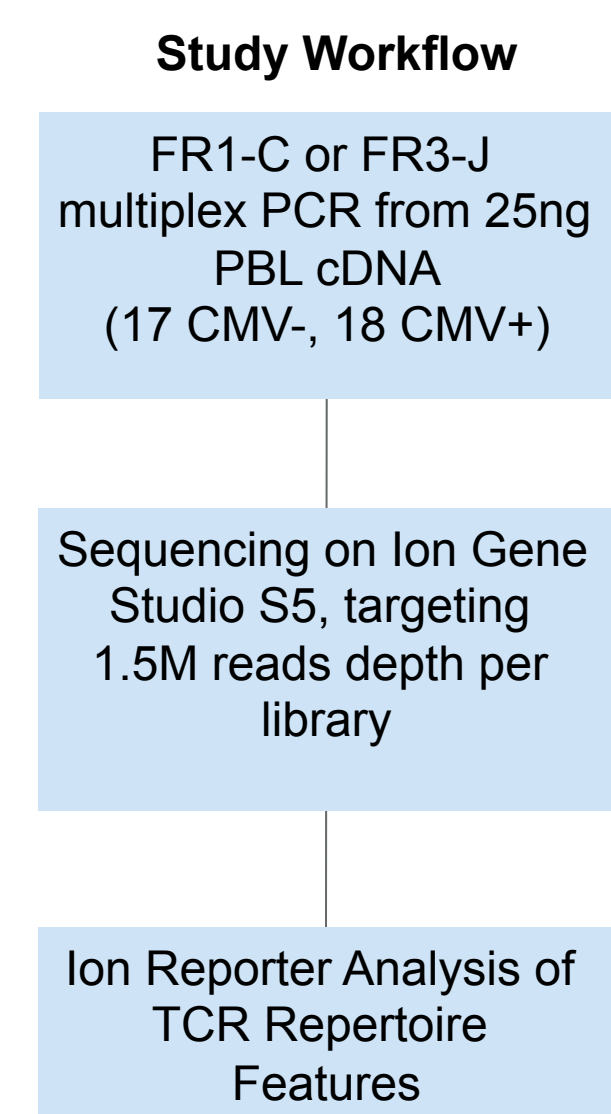 Study Workflow
FR1-C or FR3-J
multiplex PCR from 25ng
PBL cDNA
(17 CMV-, 18 CMV+)
Sequencing on Ion Gene
Studio S5, targeting
1.5M reads depth per
library
Ion Reporter Analysis of
TCR Repertoire
Features